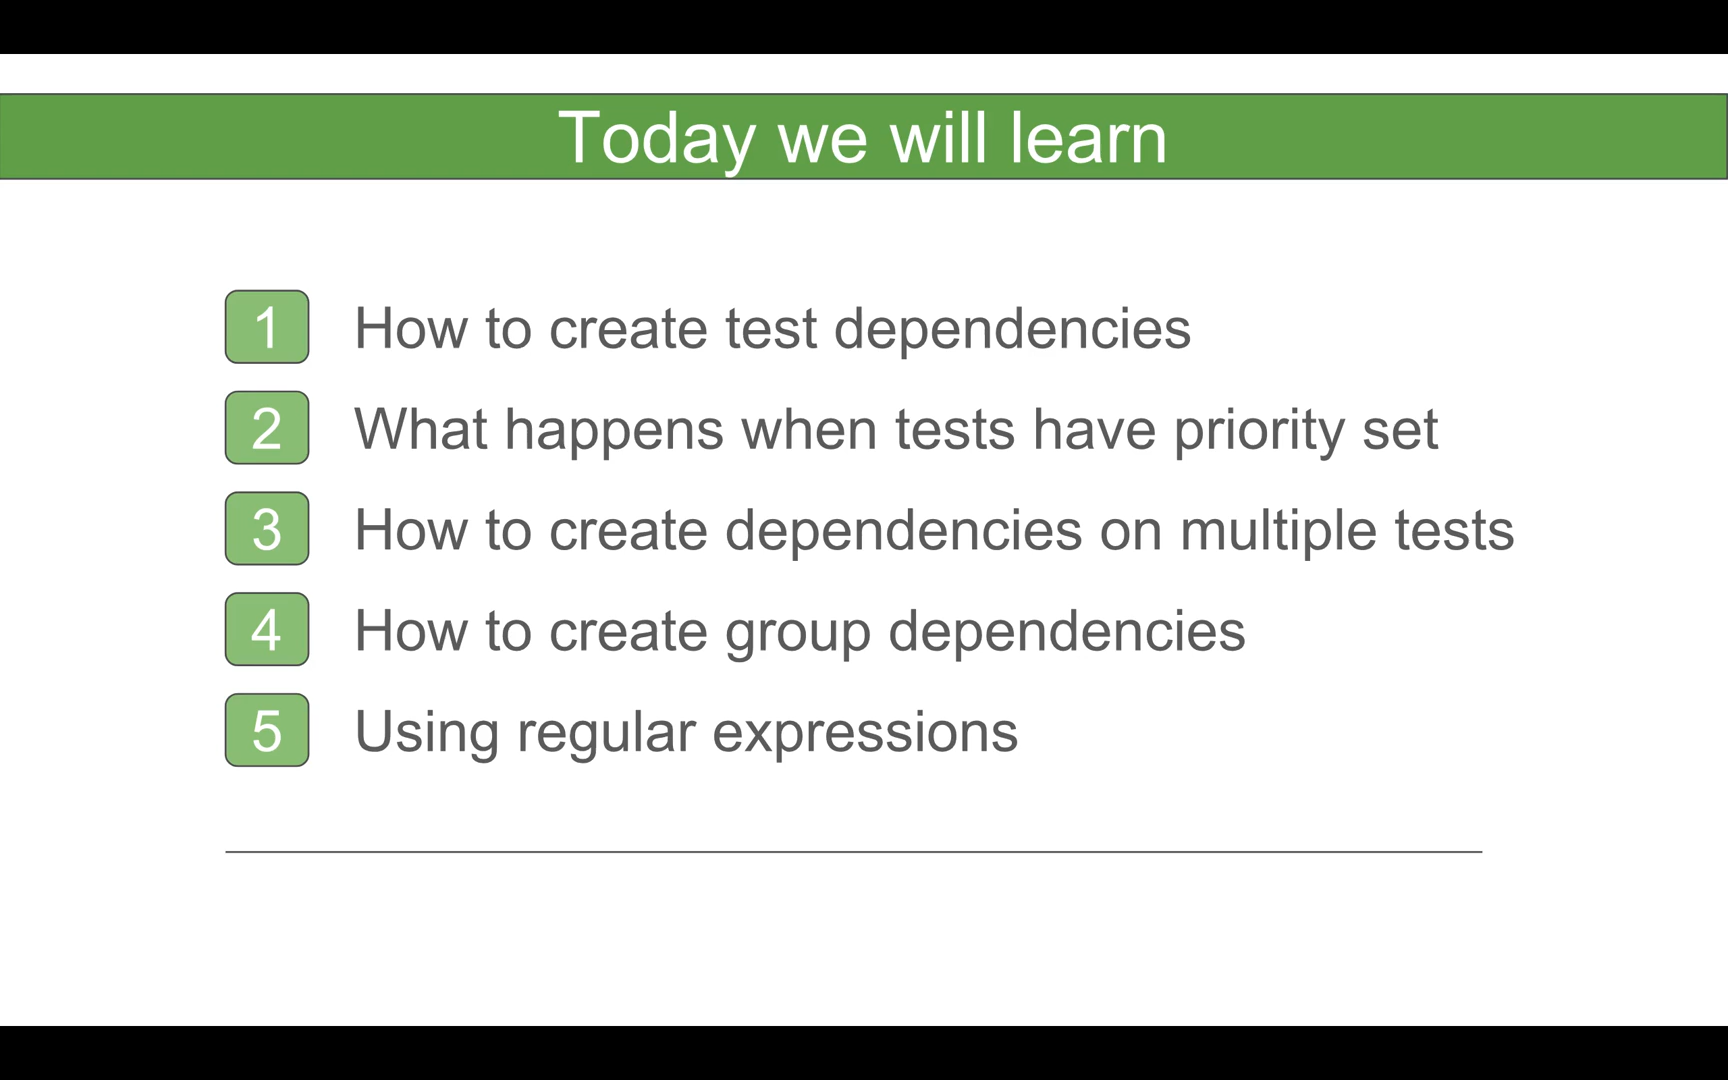 Today we will learn
1 How to create test dependencies
2 What happens when tests have priority set
3 How to create dependencies on multiple tests
4 How to create group dependencies
5 Using regular expressions